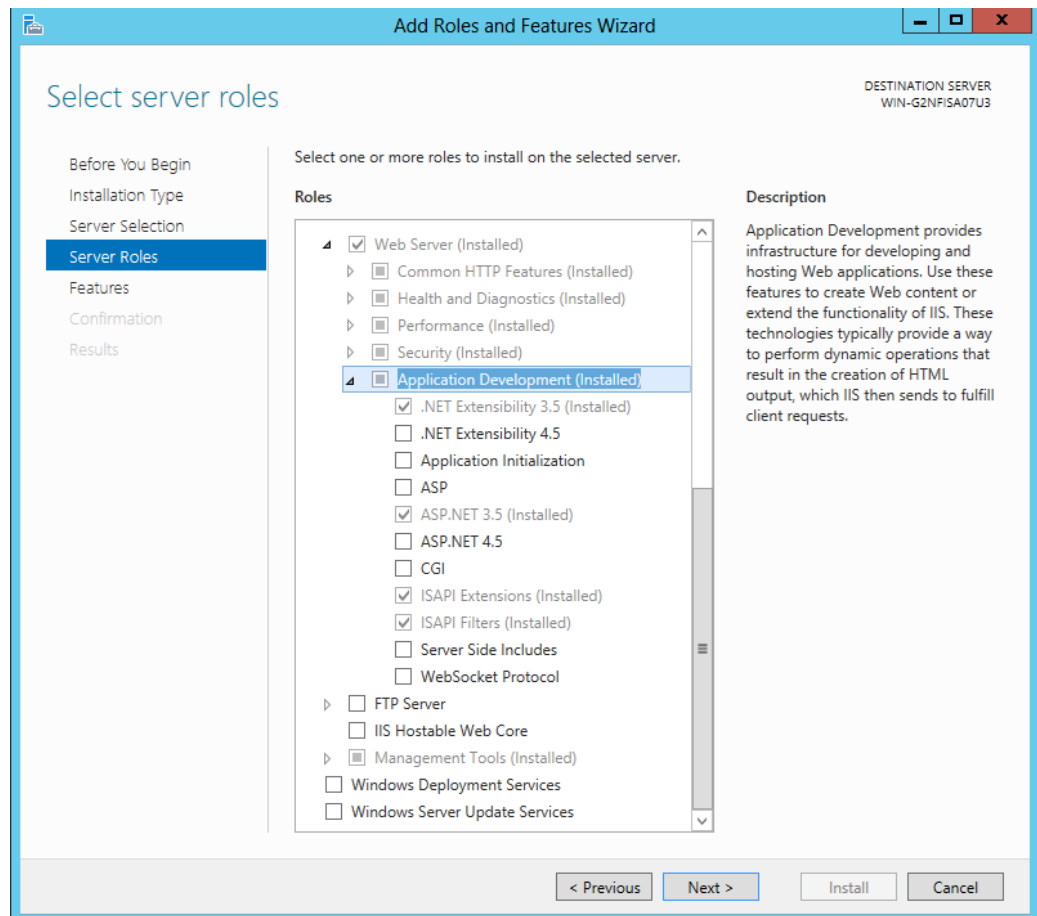 Add Roles and Features Wizard
Select server roles
DESTINATION SERVER
WIN-G2NFISA07U3
Before You Begin
Installation Type
Server Selection
Server Roles
Features
Confirmation
Results
Select one or more roles to install on the selected server.
Roles
Web Server (Installed)
Common HTTP Features (Installed)
Health and Diagnostics (Installed)
Performance (Installed)
Security (Installed)
Application Development (Installed)
.NET Extensibility 3.5 (Installed)
.NET Extensibility 4.5
Application Initialization
ASP
ASP.NET 3.5 (Installed)
ASP.NET 4.5
CGI
ISAPI Extensions (Installed)
ISAPI Filters (Installed)
Server Side Includes
WebSocket Protocol
FTP Server
IIS Hostable Web Core
Management Tools (Installed)
Windows Deployment Services
Windows Server Update Services
Description
Application Development provides
infrastructure for developing and
hosting Web applications. Use these
features to create Web content or
extend the functionality of IIS. These
technologies typically provide a way
to perform dynamic operations that
result in the creation of HTML
output, which IIS then sends to fulfill
client requests.
< Previous
Next >
Install
Cancel